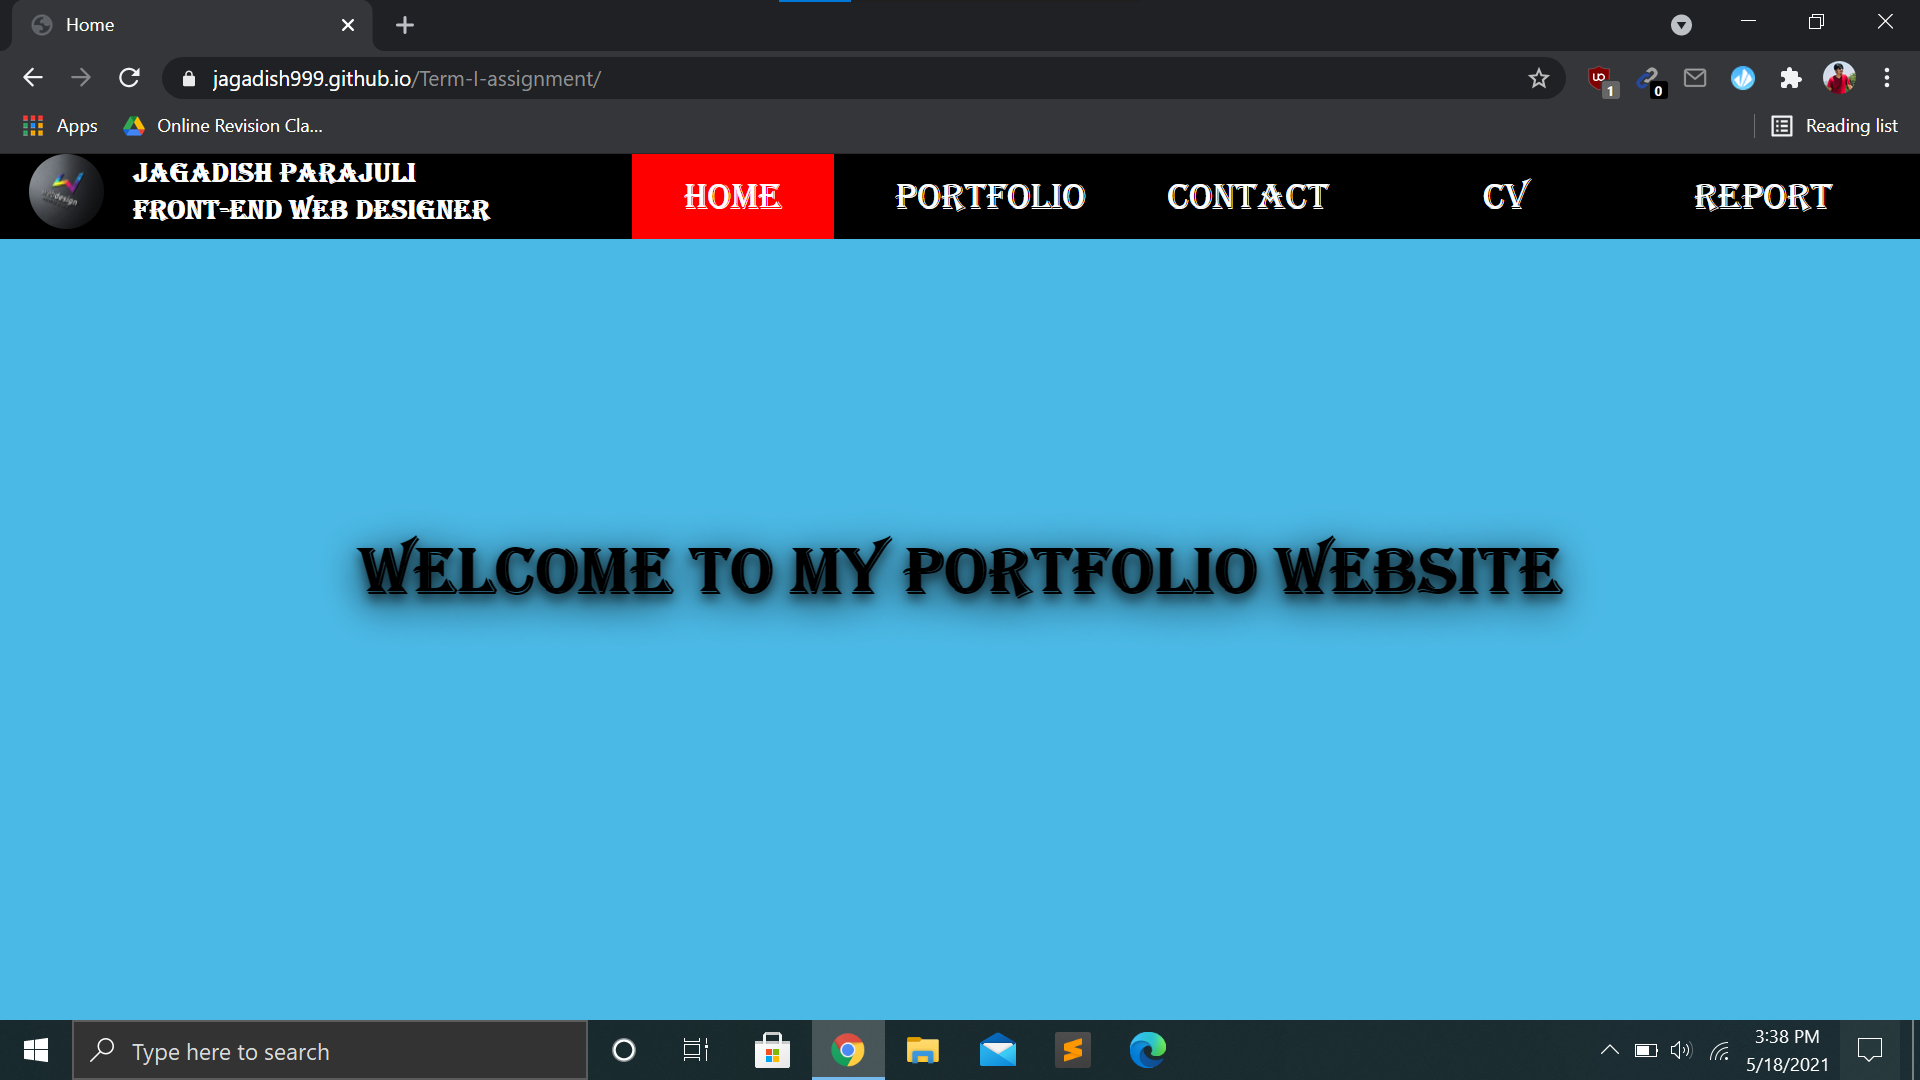 Home
jagadish999.github.io/Term-I-assignment/
1
0
Apps
Online Revision Cla...
Reading list
JAGADISH PARAJULI
FRONT-END WEB DESIGNER
HOME
PORTFOLIO
CONTACT
CV
REPORT
WELCOME TO MY PORTFOLIO WEBSITE
Type here to search
3:38 PM
5/18/2021